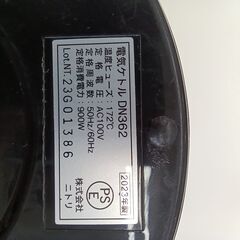 電気ケトル DN362
温度ヒューズ：172℃
定格電圧：AC100V
定格周波数：50Hz/60Hz
定格消費電力：900W
Lot.NT. 23G01386
2023年製
PS
E
株式会社
ニトリ